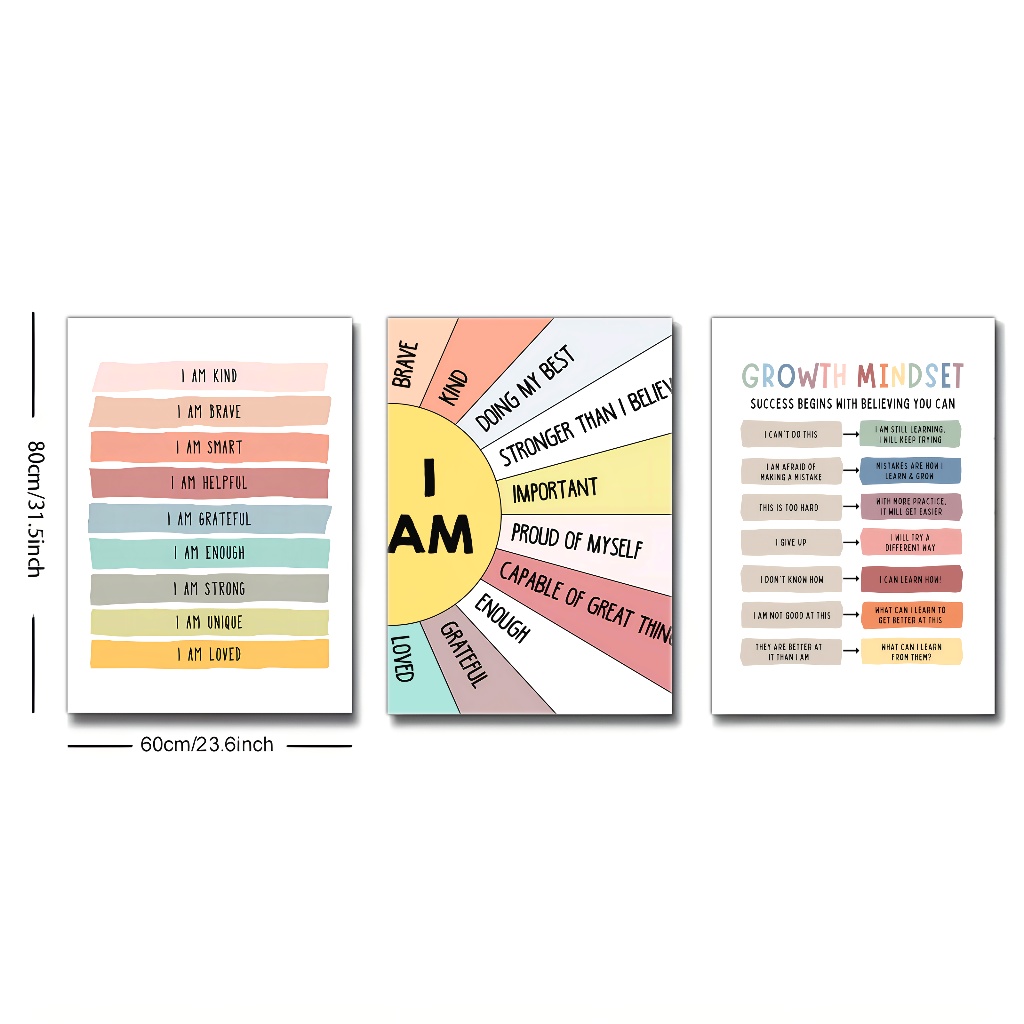 80cm/31.5inch
60cm/23.6inch
I AM KIND
I AM BRAVE
I AM SMART
I AM HELPFUL
I AM GRATEFUL
I AM ENOUGH
I AM STRONG
I AM UNIQUE
I AM LOVED
I
AM
BRAVE
KIND
DOING MY BEST
STRONGER THAN I BELIEV
IMPORTANT
PROUD OF MYSELF
CAPABLE OF GREAT THIN
ENOUGH
GRATEFUL
LOVED
GROWTH MINDSET
SUCCESS BEGINS WITH BELIEVING YOU CAN
I CAN'T DO THIS
I AM STILL LEARNING,
I WILL KEEP TRYING
I AM AFRAID OF
MAKING A MISTAKE
MISTAKES ARE HOW I
LEARN & GROW
THIS IS TOO HARD
WITH MORE PRACTICE,
IT WILL GET EASIER
I GIVE UP
I WILL TRY A
DIFFERENT WAY
I DON'T KNOW HOW
I CAN LEARN HOW!
I AM NOT GOOD AT THIS
WHAT CAN I LEARN TO
GET BETTER AT THIS
THEY ARE BETTER AT
IT THAN I AM
WHAT CAN I LEARN
FROM THEM?